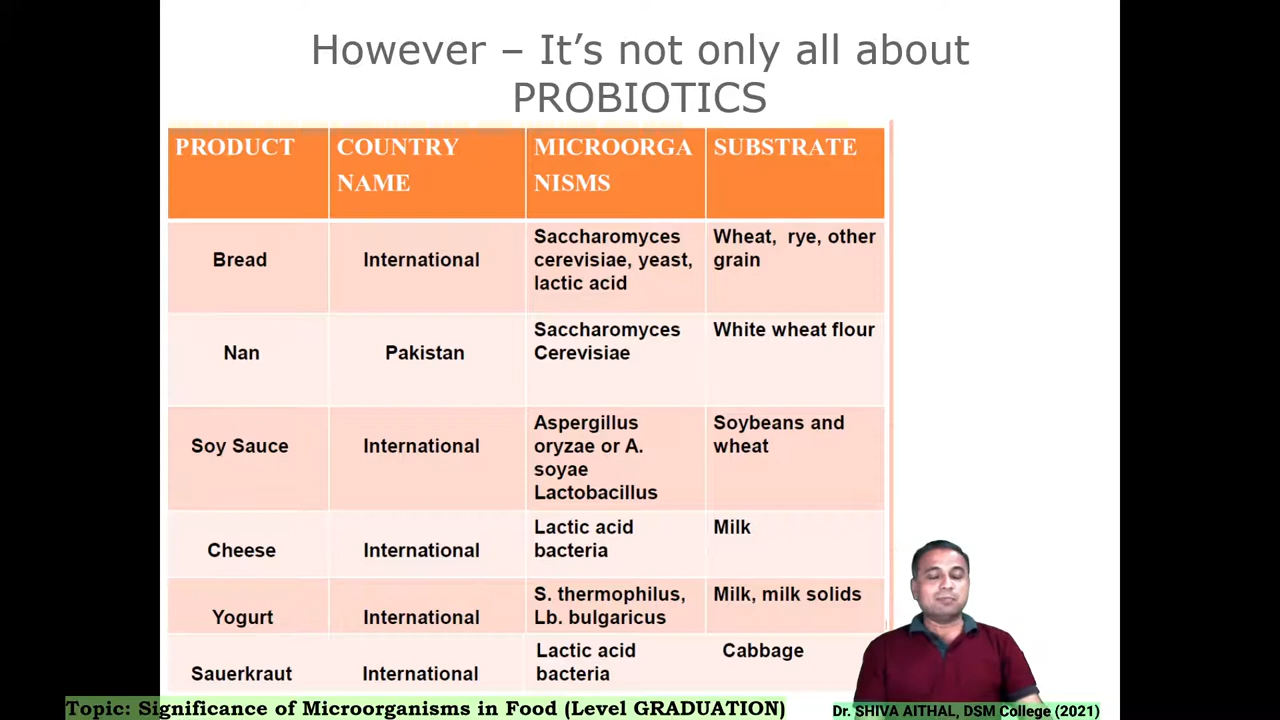 However – It's not only all about
PROBIOTICS
PRODUCT
COUNTRY
NAME
MICROORGA
NISMS
SUBSTRATE
Bread
International
Saccharomyces
cerevisiae, yeast,
lactic acid
Wheat, rye, other
grain
Nan
Pakistan
Saccharomyces
Cerevisiae
White wheat flour
Soy Sauce
International
Aspergillus
oryzae or A.
soyae
Lactobacillus
Soybeans and
wheat
Cheese
International
Lactic acid
bacteria
Milk
Yogurt
International
S. thermophilus,
Lb. bulgaricus
Milk, milk solids
Sauerkraut
International
Lactic acid
bacteria
Cabbage
Topic: Significance of Microorganisms in Food (Level GRADUATION)
Dr. SHIVA AITHAL, DSM College (2021)